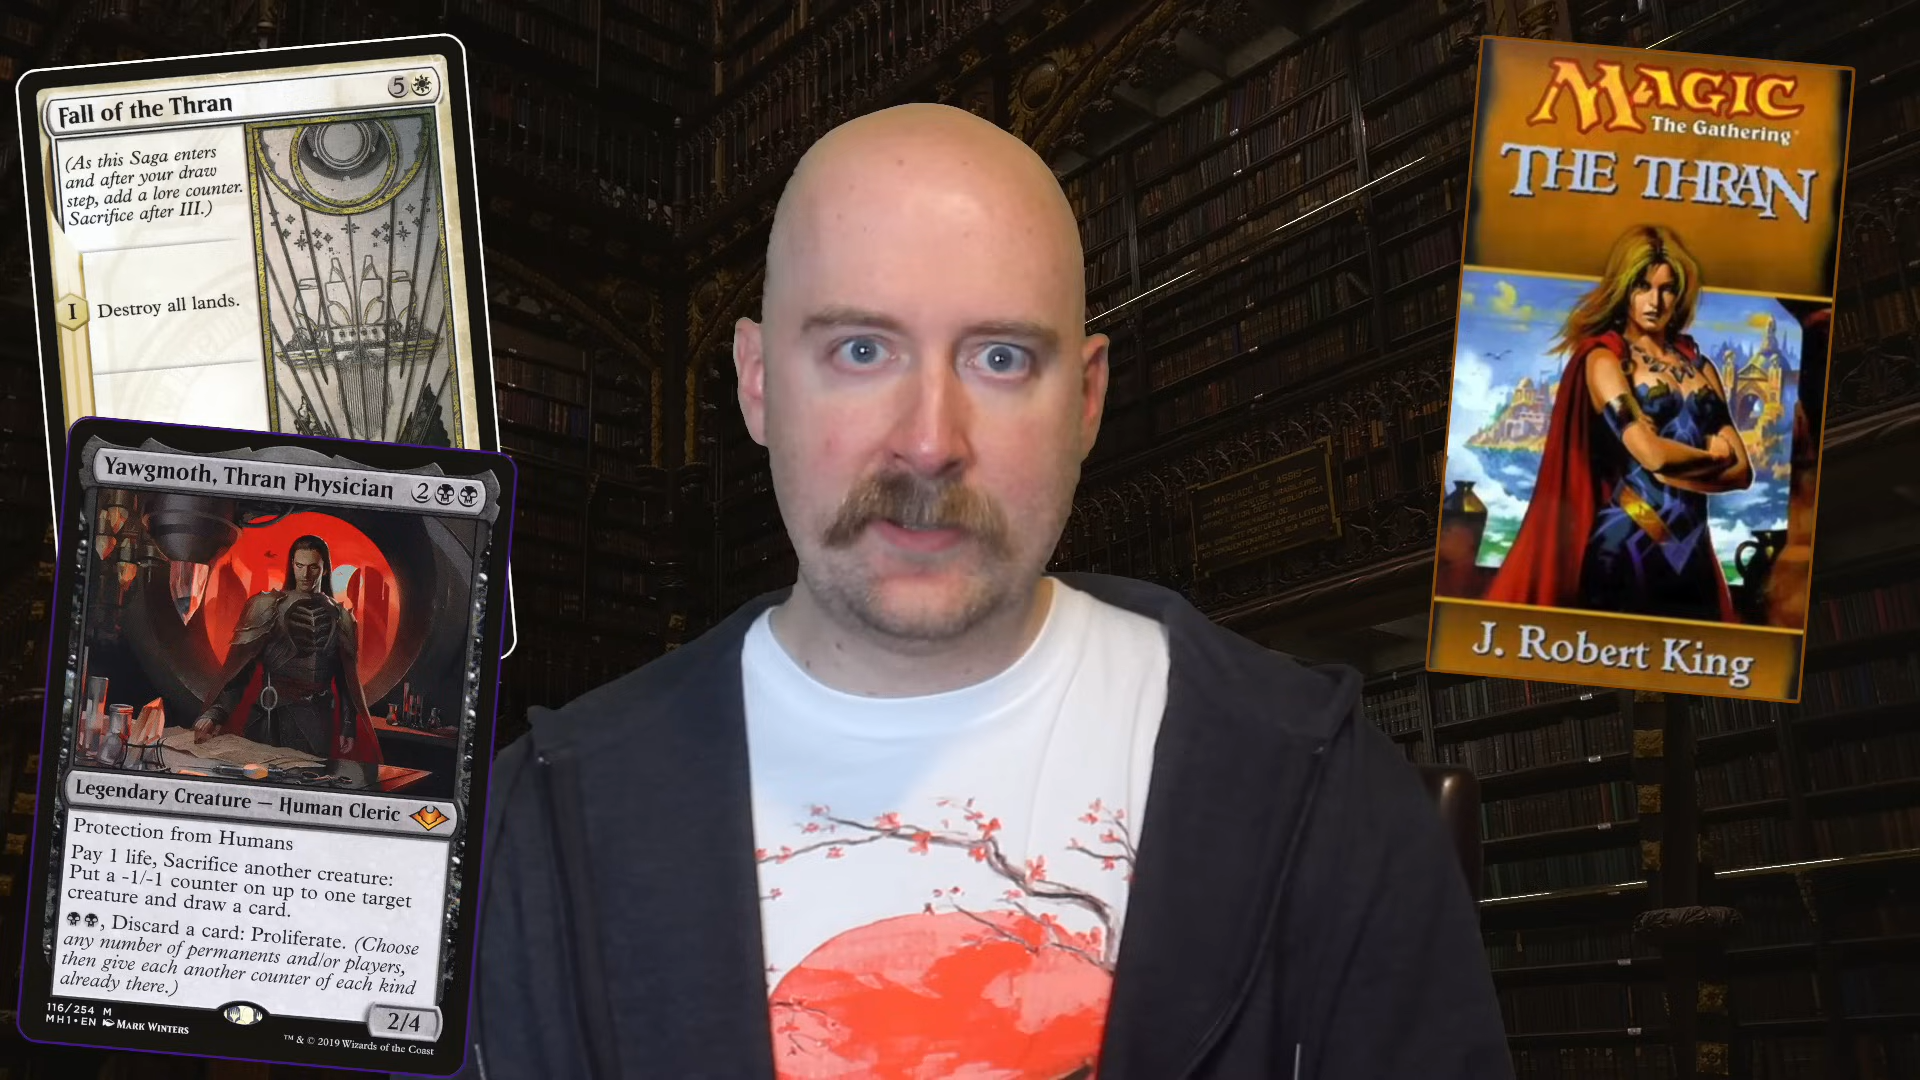 Fall of the Thran
5
(As this Saga enters
and after your draw
step, add a lore counter.
Sacrifice after III.)
I
Destroy all lands.
Yawgmoth, Thran Physician
2
Legendary Creature — Human Cleric
Protection from Humans
Pay 1 life, Sacrifice another creature:
Put a -1/-1 counter on up to one target
creature and draw a card.
, Discard a card: Proliferate. (Choose
any number of permanents and/or players,
then give each another counter of each kind
already there.)
116/254 M
MH1 • EN MARK WINTERS
2/4
™ & © 2019 Wizards of the Coast
MAGIC
The Gathering®
THE THRAN
J. Robert King
MACHADO DE ASSIS